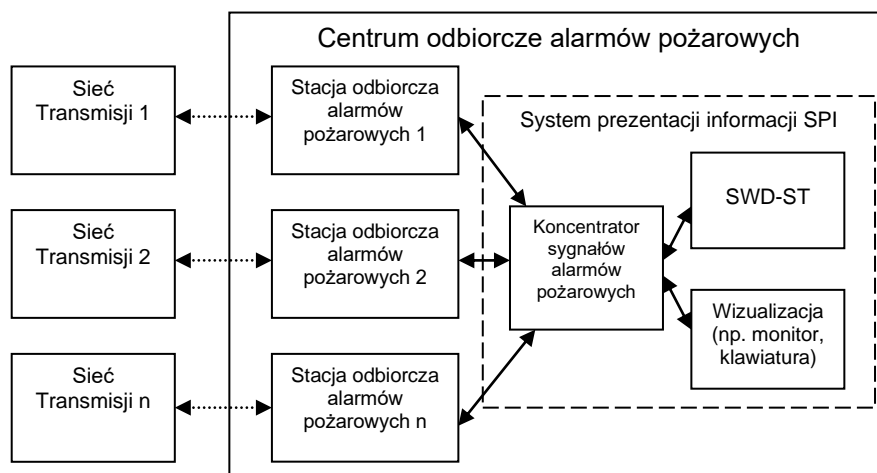 Centrum odbiorcze alarmów pożarowych
Sieć
Transmisji 1
Stacja odbiorcza
alarmów
pożarowych 1
System prezentacji informacji SPI
SWD-ST
Sieć
Transmisji 2
Stacja odbiorcza
alarmów
pożarowych 2
Koncentrator
sygnałów
alarmów
pożarowych
Wizualizacja
(np. monitor,
klawiatura)
Sieć
Transmisji n
Stacja odbiorcza
alarmów
pożarowych n